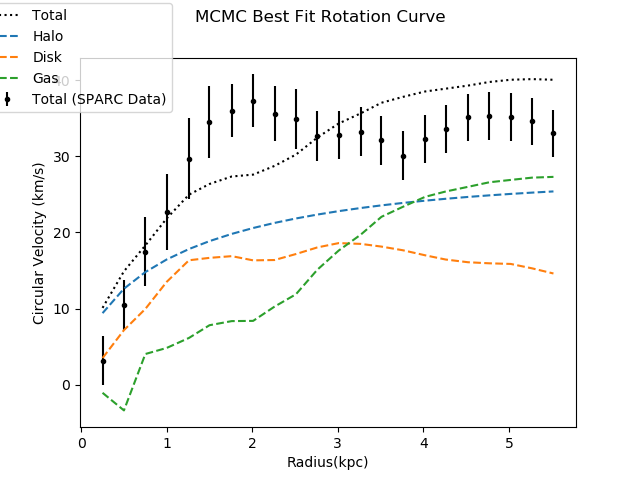 MCMC Best Fit Rotation Curve
Total
Halo
Disk
Gas
Total (SPARC Data)
Circular Velocity (km/s)
40
30
20
10
0
0 1 2 3 4 5
Radius(kpc)